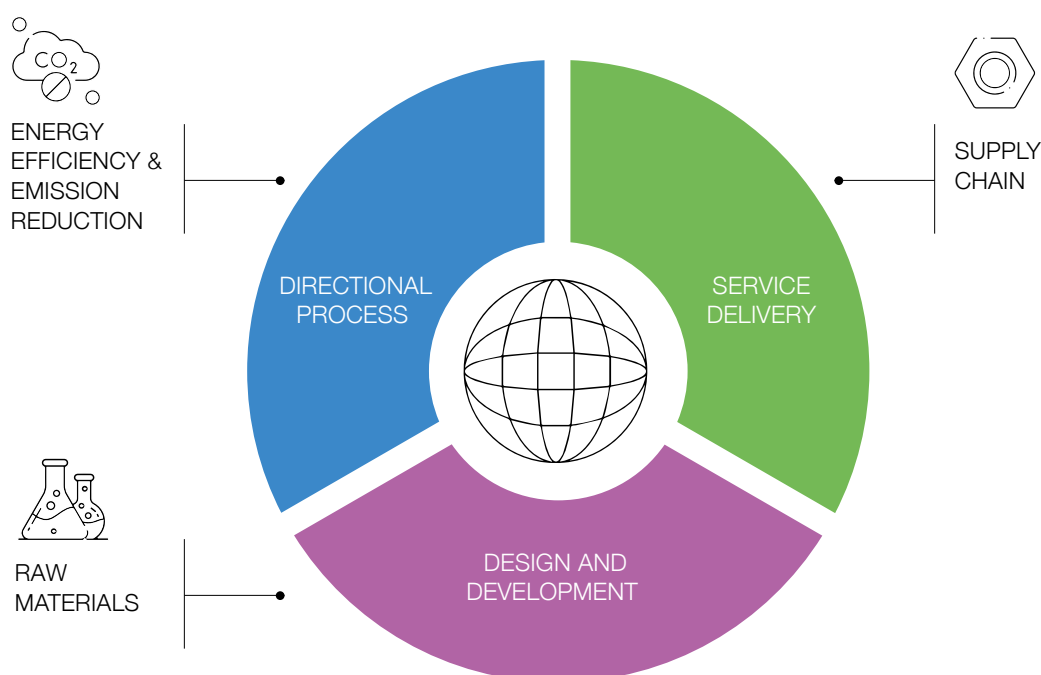 CO2
ENERGY
EFFICIENCY &
EMISSION
REDUCTION
SUPPLY
CHAIN
DIRECTIONAL
PROCESS
SERVICE
DELIVERY
RAW
MATERIALS
DESIGN AND
DEVELOPMENT